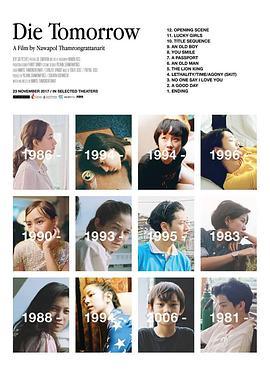 Die Tomorrow
A Film by Nawapol Thamrongrattanarit
23 NOVEMBER 2017 / IN SELECTED THEATERS
12. OPENING SCENE
11. LUCKY GIRLS
10. TITLE SEQUENCE
9. AN OLD BOY
8. YOU SMILE
7. A PASSPORT
6. AN OLD MAN
5. THE LION KING
4. LETHALITY/TIME/AGONY (SKIT)
3. NO ONE SAY I LOVE YOU
2. A GOOD DAY
1. ENDING
1986 -
1994 -
1994 -
1996 -
1990 -
1993 -
1995 -
1983 -
1988 -
1994 -
2006 -
1981 -